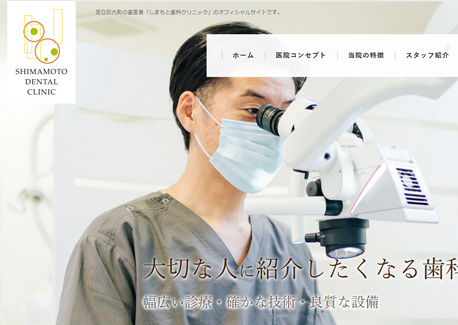 足立区六町の歯医者「しまもと歯科クリニック」のオフィシャルサイトです。
SHIMAMOTO
DENTAL
CLINIC
ホーム 医院コンセプト 当院の特徴 スタッフ紹介
大切な人に紹介したくなる歯科
幅広い診療・確かな技術・良質な設備